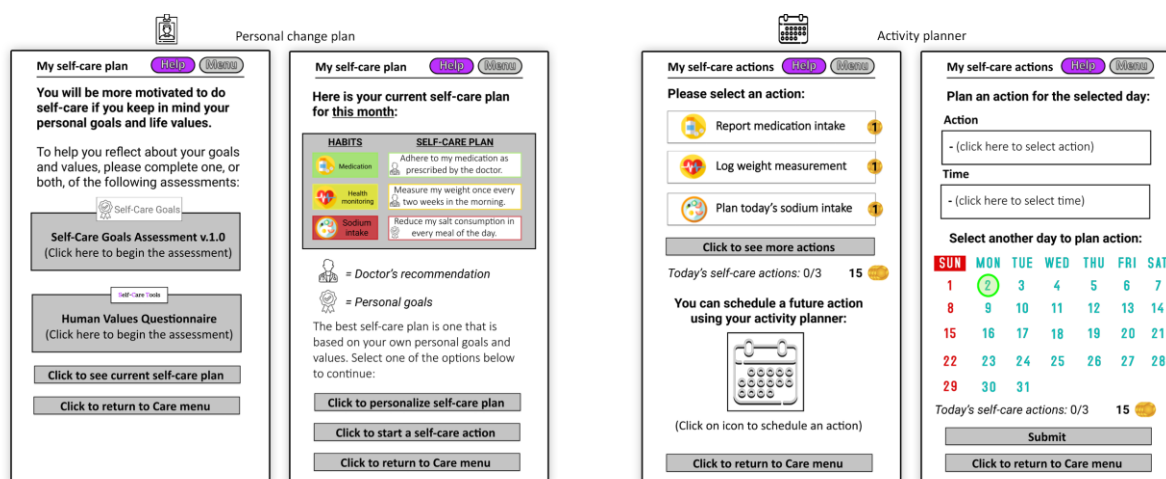 Personal change plan
My self-care plan Help Menu
You will be more motivated to do
self-care if you keep in mind your
personal goals and life values.
To help you reflect about your goals
and values, please complete one, or
both, of the following assessments:
Self-Care Goals
Self-Care Goals Assessment v.1.0
(Click here to begin the assessment)
Self-Care Tools
Human Values Questionnaire
(Click here to begin the assessment)
Click to see current self-care plan
Click to return to Care menu
My self-care plan Help Menu
Here is your current self-care plan
for this month:
HABITS SELF-CARE PLAN
Medication
Adhere to my medication as
prescribed by the doctor.
Health
monitoring
Measure my weight once every
two weeks in the morning.
Sodium
intake
Reduce my salt consumption in
every meal of the day.
= Doctor's recommendation
= Personal goals
The best self-care plan is one that is
based on your own personal goals and
values. Select one of the options below
to continue:
Click to personalize self-care plan
Click to start a self-care action
Click to return to Care menu
Activity planner
My self-care actions Help Menu
Please select an action:
Report medication intake 1
Log weight measurement 1
Plan today's sodium intake 1
Click to see more actions
Today's self-care actions: 0/3 15
You can schedule a future action
using your activity planner:
(Click on icon to schedule an action)
Click to return to Care menu
My self-care actions Help Menu
Plan an action for the selected day:
Action
- (click here to select action)
Time
- (click here to select time)
Select another day to plan action:
SUN MON TUE WED THU FRI SAT
1 2 3 4 5 6 7
8 9 10 11 12 13 14
15 16 17 18 19 20 21
22 23 24 25 26 27 28
29 30 31
Today's self-care actions: 0/3 15
Submit
Click to return to Care menu